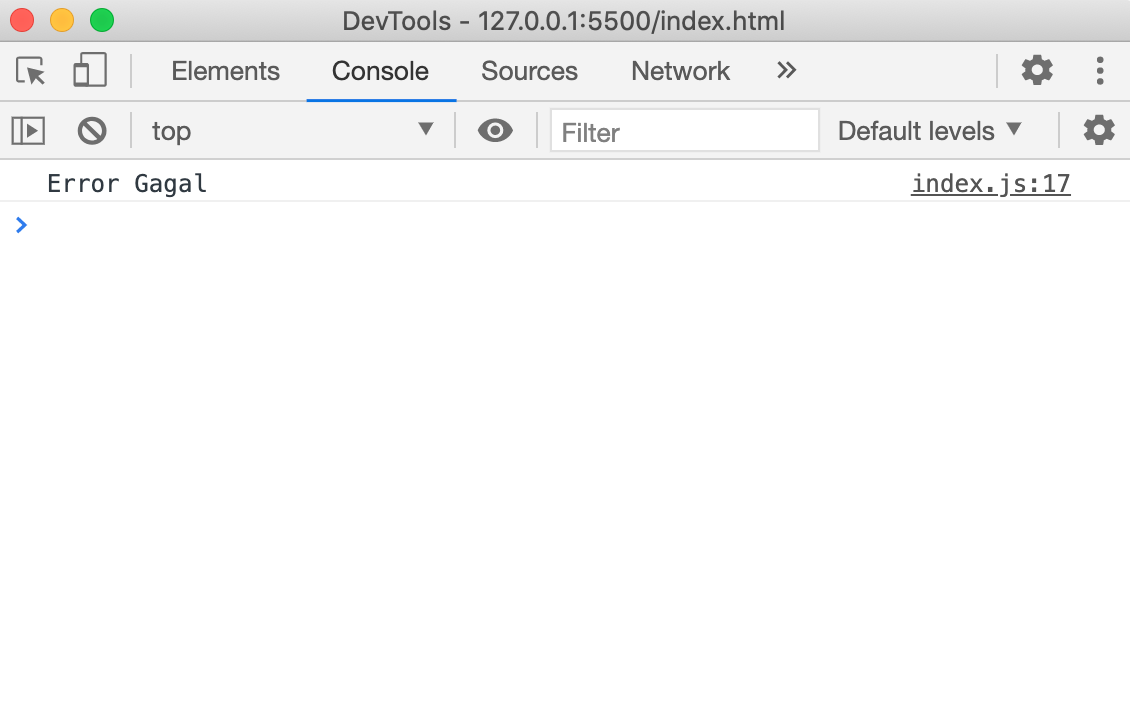 DevTools - 127.0.0.1:5500/index.html
Elements Console Sources Network
top Filter Default levels
Error Gagal index.js:17